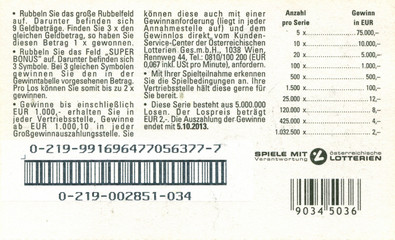 • Rubbeln Sie das große Rubbelfeld
auf. Darunter befinden sich
9 Geldbeträge. Finden Sie 3 x den
gleichen Geldbetrag, so haben Sie
diesen Betrag 1 x gewonnen.
• Rubbeln Sie das Feld „SUPER
BONUS" auf. Darunter befinden sich
3 Symbole. Bei 3 gleichen Symbolen
gewinnen Sie den in der
Gewinntabelle vorgesehenen Betrag.
Pro Los können Sie somit bis zu 2 x
gewinnen.
• Gewinne bis einschließlich
EUR 1.000,- erhalten Sie in
jeder Vertriebsstelle, Gewinne
ab EUR 1.000,10 in jeder
Großgewinnauszahlungsstelle. Sie
können diese auch mit einer
Gewinnanforderung (liegt in jeder
Annahmestelle auf) und dem
Gewinnlos direkt vom Kunden-
Service-Center der Österreichischen
Lotterien Ges.m.b.H., 1038 Wien,
Rennweg 44, Tel.: 0810/100 200 (EUR
0,067 inkl. USt pro Minute), anfordern.
• Mit Ihrer Spielteilnahme erkennen
Sie die Spielbedingungen an. Ihre
Vertriebsstelle hält diese gerne für
Sie bereit.
• Diese Serie besteht aus 5.000.000
Losen. Der Lospreis beträgt
EUR 2,-. Die Auszahlung der Gewinne
endet mit 5.10.2013.
Anzahl Gewinn
pro Serie in EUR
5 x 75.000,–
10 x 10.000,–
20 x 5.000,–
100 x 1.000,–
500 x 500,–
1.500 x 100,–
25.000 x 12,–
120.000 x 8,–
425.000 x 4,–
1.032.500 x 2,–
0-219-991696477056377-7
0-219-002851-034
SPIELE MIT
Verantwortung
österreichische
LOTTERIEN
9034 5036